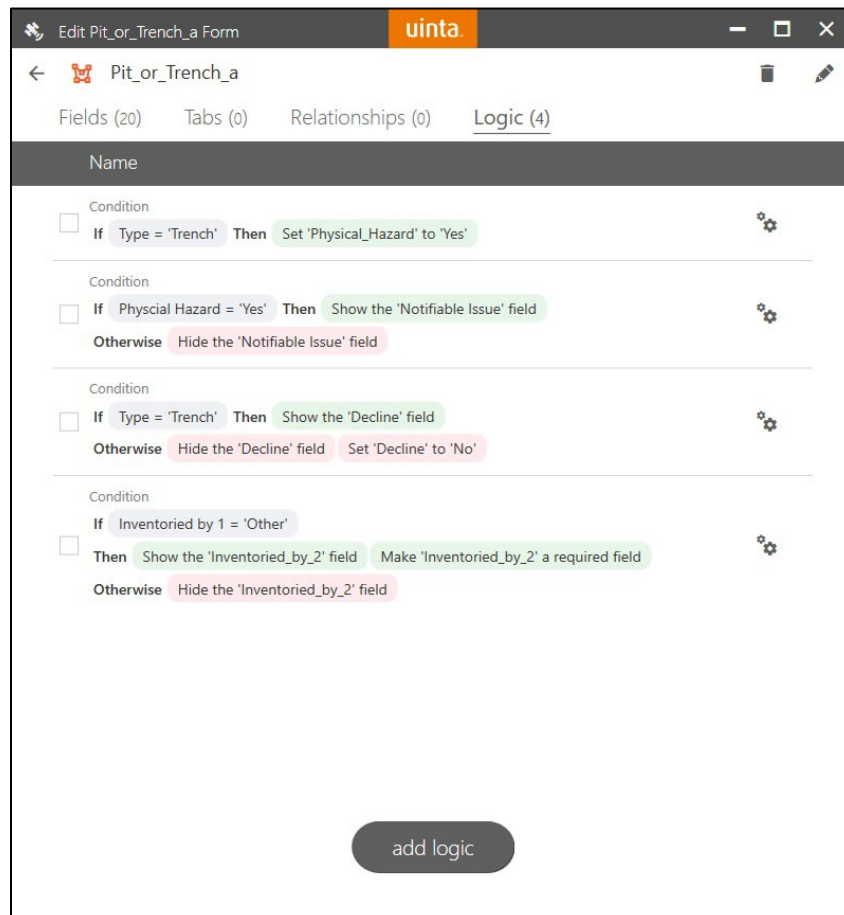 Edit Pit_or_Trench_a Form
uinta.
Pit_or_Trench_a
Fields (20) Tabs (0) Relationships (0) Logic (4)
Name
Condition
If Type = 'Trench' Then Set 'Physical_Hazard' to 'Yes'
Condition
If Physcial Hazard = 'Yes' Then Show the 'Notifiable Issue' field
Otherwise Hide the 'Notifiable Issue' field
Condition
If Type = 'Trench' Then Show the 'Decline' field
Otherwise Hide the 'Decline' field Set 'Decline' to 'No'
Condition
If Inventoried by 1 = 'Other'
Then Show the 'Inventoried_by_2' field Make 'Inventoried_by_2' a required field
Otherwise Hide the 'Inventoried_by_2' field
add logic